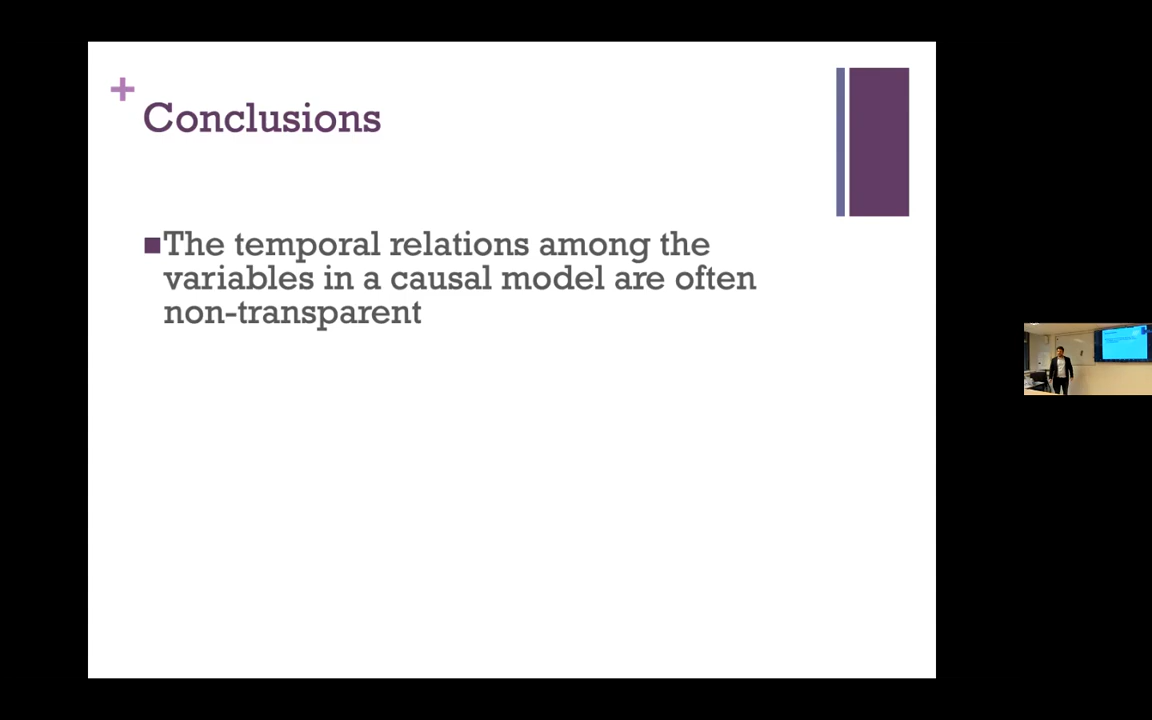 +
Conclusions
The temporal relations among the
variables in a causal model are often
non-transparent